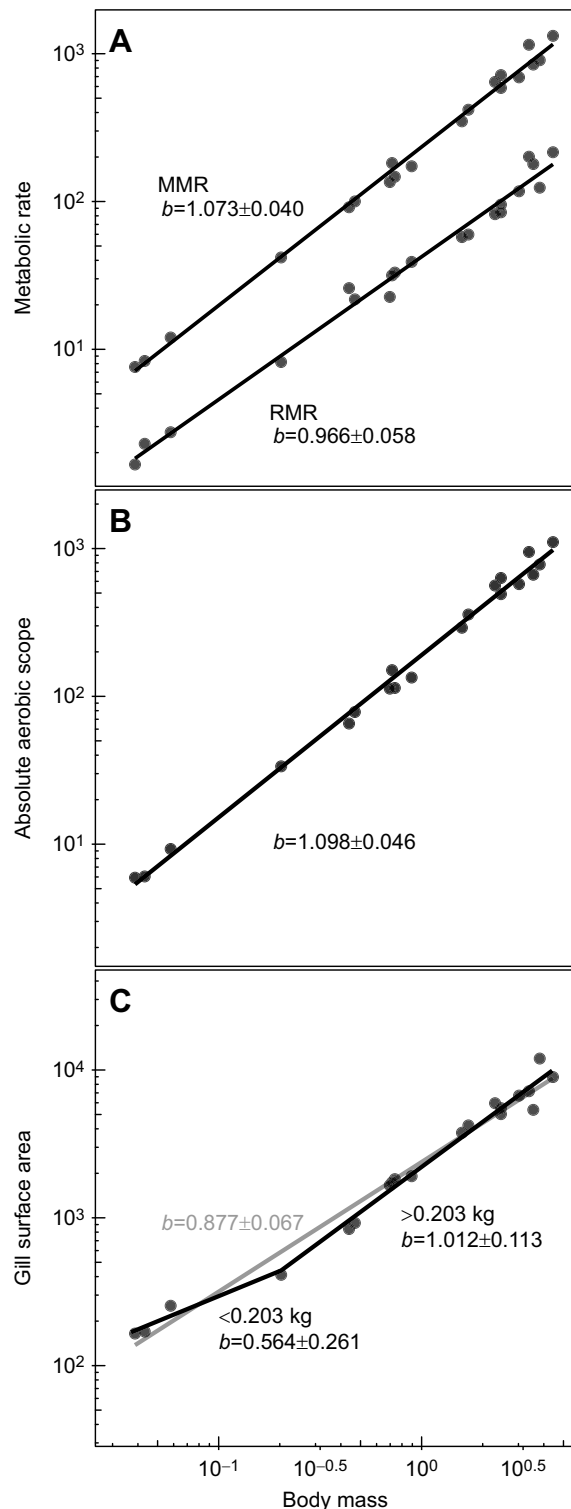 A
10³
10²
10¹
Metabolic rate
MMR
b=1.073±0.040
RMR
b=0.966±0.058
B
10³
10²
10¹
Absolute aerobic scope
b=1.098±0.046
C
10⁴
10³
10²
Gill surface area
b=0.877±0.067
>0.203 kg
b=1.012±0.113
<0.203 kg
b=0.564±0.261
10⁻¹ 10⁻⁰·⁵ 10⁰ 10⁰·⁵
Body mass